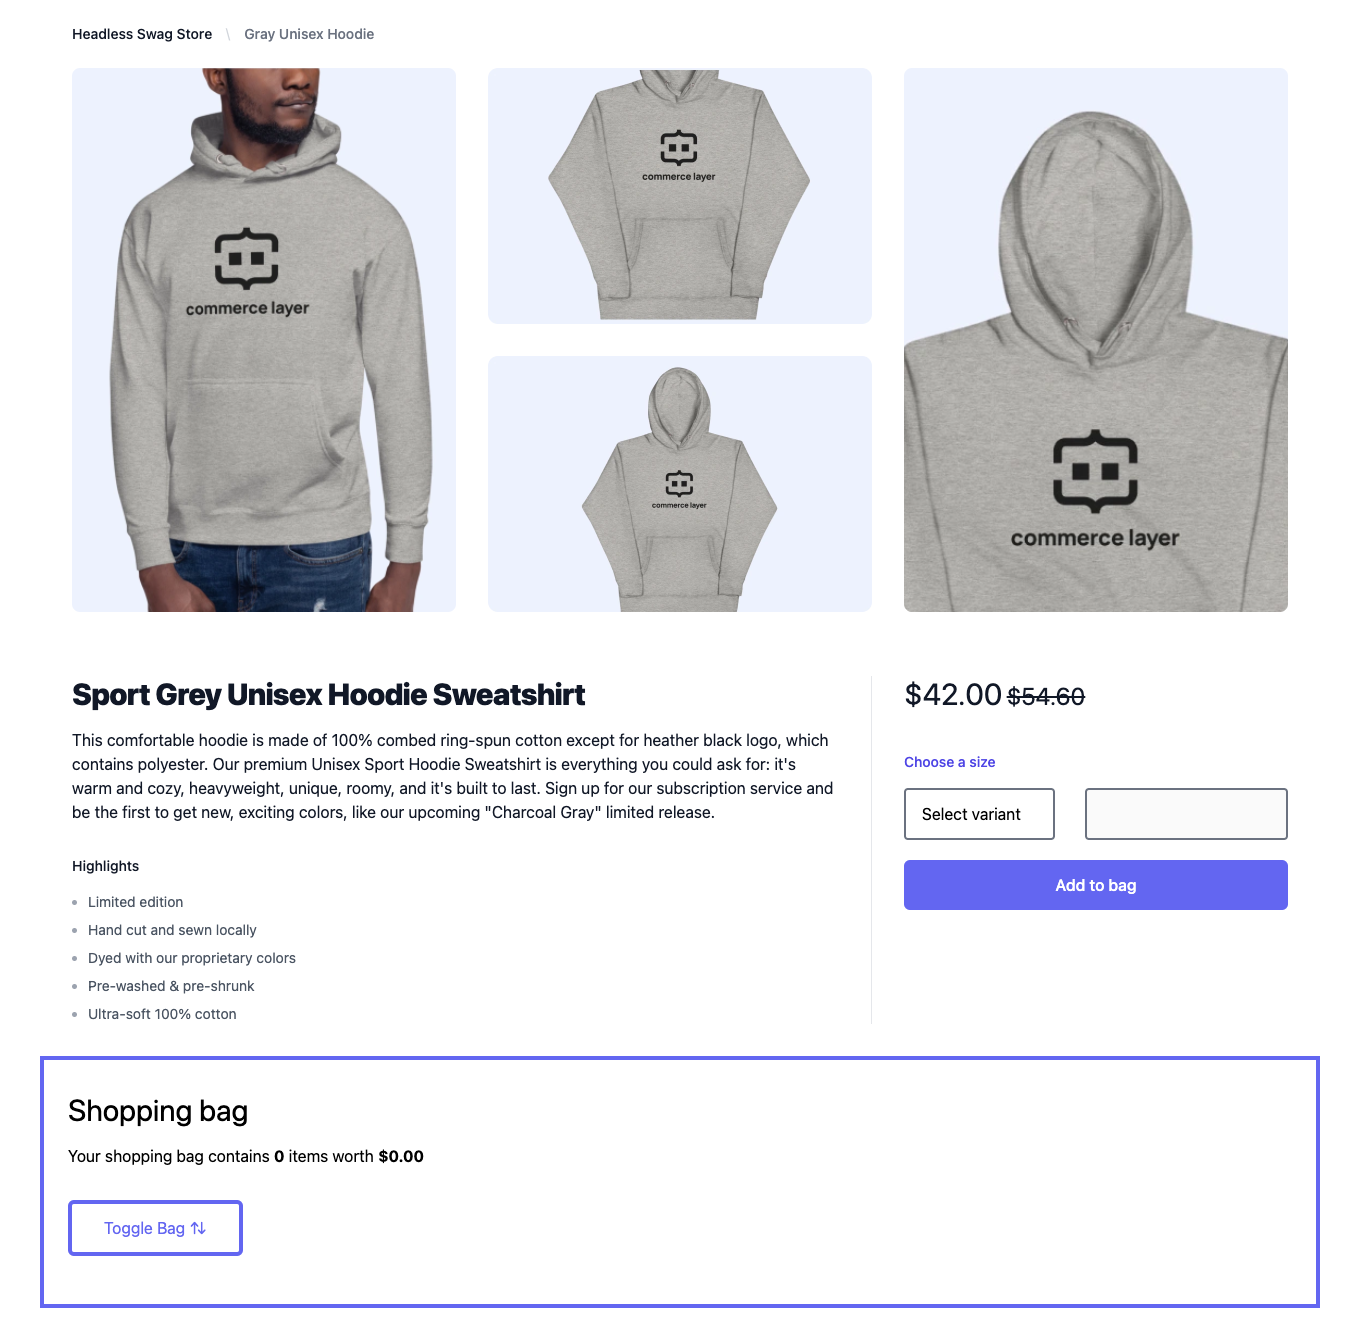 Headless Swag Store \ Gray Unisex Hoodie
commerce layer
commerce layer
commerce layer
commerce layer
Sport Grey Unisex Hoodie Sweatshirt
This comfortable hoodie is made of 100% combed ring-spun cotton except for heather black logo, which
contains polyester. Our premium Unisex Sport Hoodie Sweatshirt is everything you could ask for: it's
warm and cozy, heavyweight, unique, roomy, and it's built to last. Sign up for our subscription service and
be the first to get new, exciting colors, like our upcoming "Charcoal Gray" limited release.
Highlights
Limited edition
Hand cut and sewn locally
Dyed with our proprietary colors
Pre-washed & pre-shrunk
Ultra-soft 100% cotton
$42.00 $54.60
Choose a size
Select variant
Add to bag
Shopping bag
Your shopping bag contains 0 items worth $0.00
Toggle Bag ⇅